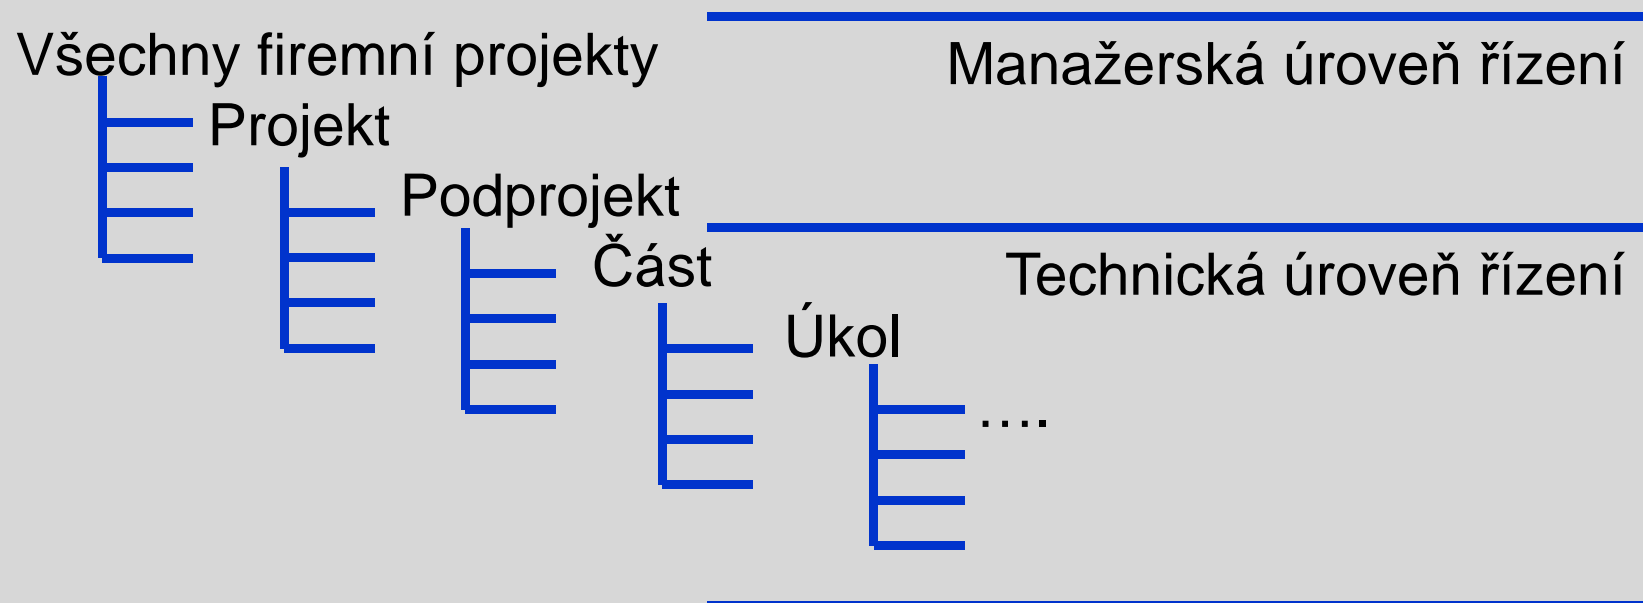 Všechny firemní projekty
Manažerská úroveň řízení
Projekt
Podprojekt
Část
Technická úroveň řízení
Úkol
....